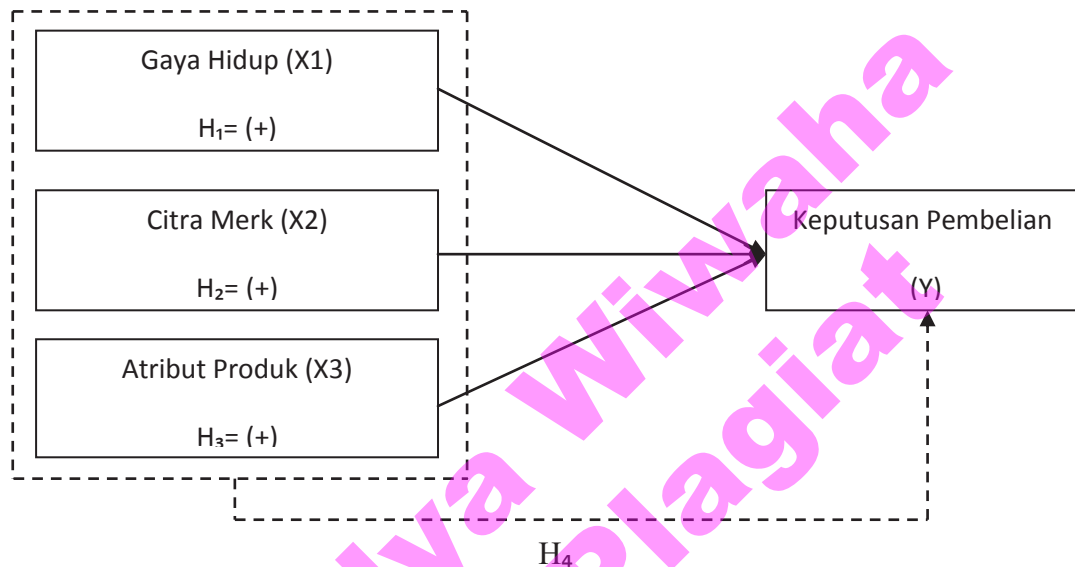 Gaya Hidup (X1)
H₁= (+)
Citra Merk (X2)
H₂= (+)
Atribut Produk (X3)
H₃= (+)
Keputusan Pembelian
(Y)
H₄
Wiwaha
Plagiat